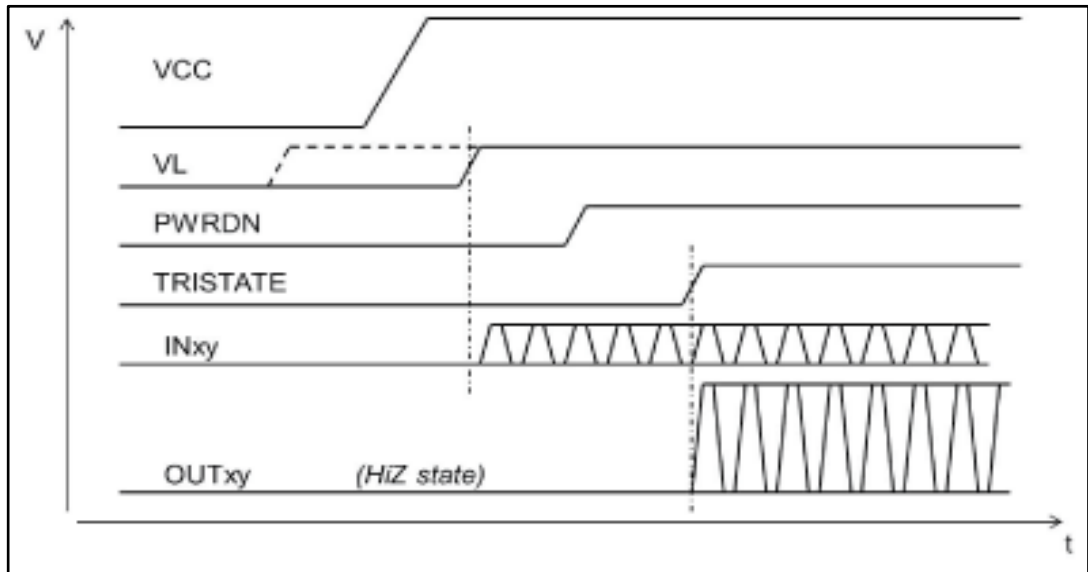 V
VCC
VL
PWRDN
TRISTATE
INxy
OUTxy (HiZ state)
t